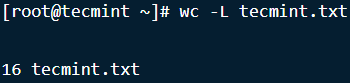 [root@tecmint ~]# wc -L tecmint.txt
16 tecmint.txt